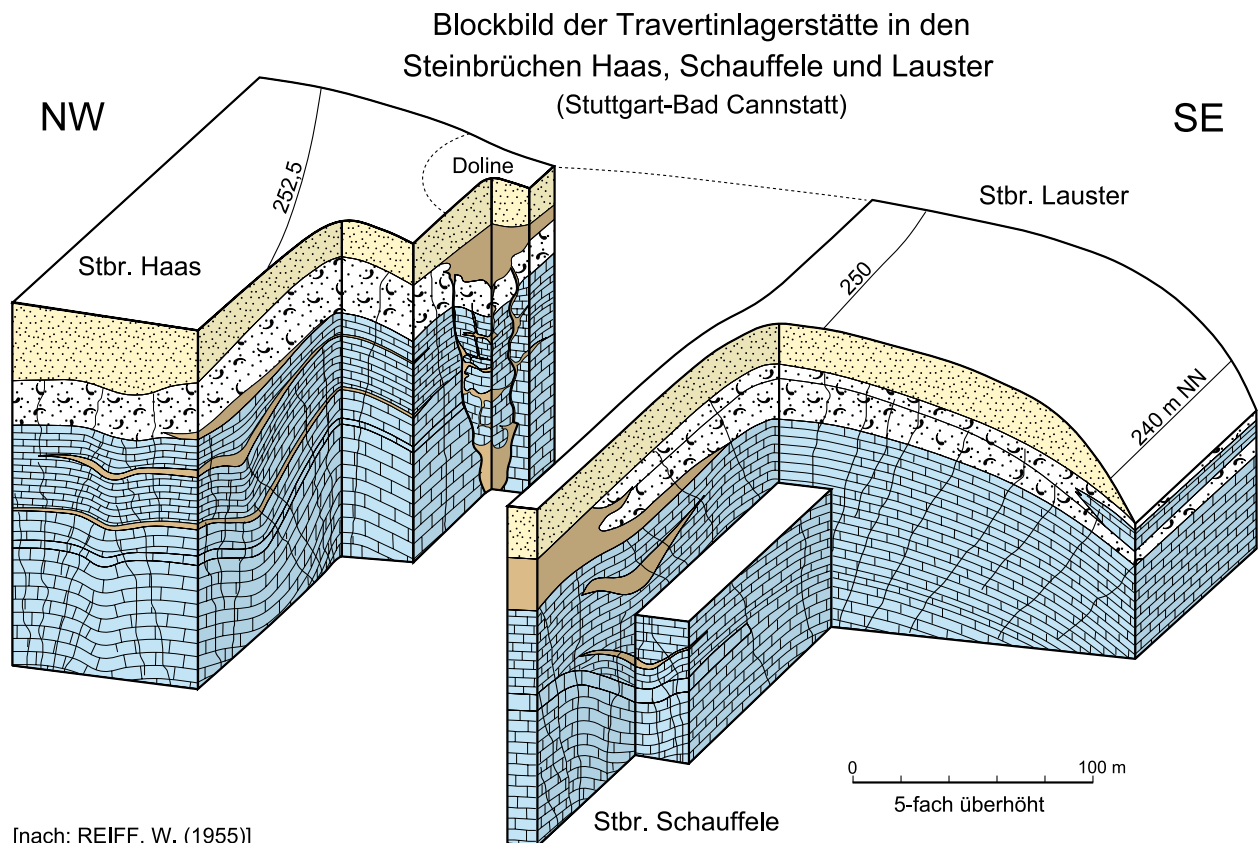 Blockbild der Travertinlagerstätte in den
Steinbrüchen Haas, Schauffele und Lauster
(Stuttgart-Bad Cannstatt)
NW
SE
Doline
252,5
Stbr. Lauster
Stbr. Haas
250
240 m NN
0 100 m
5-fach überhöht
Stbr. Schauffele
[nach: REIFF, W. (1955)]